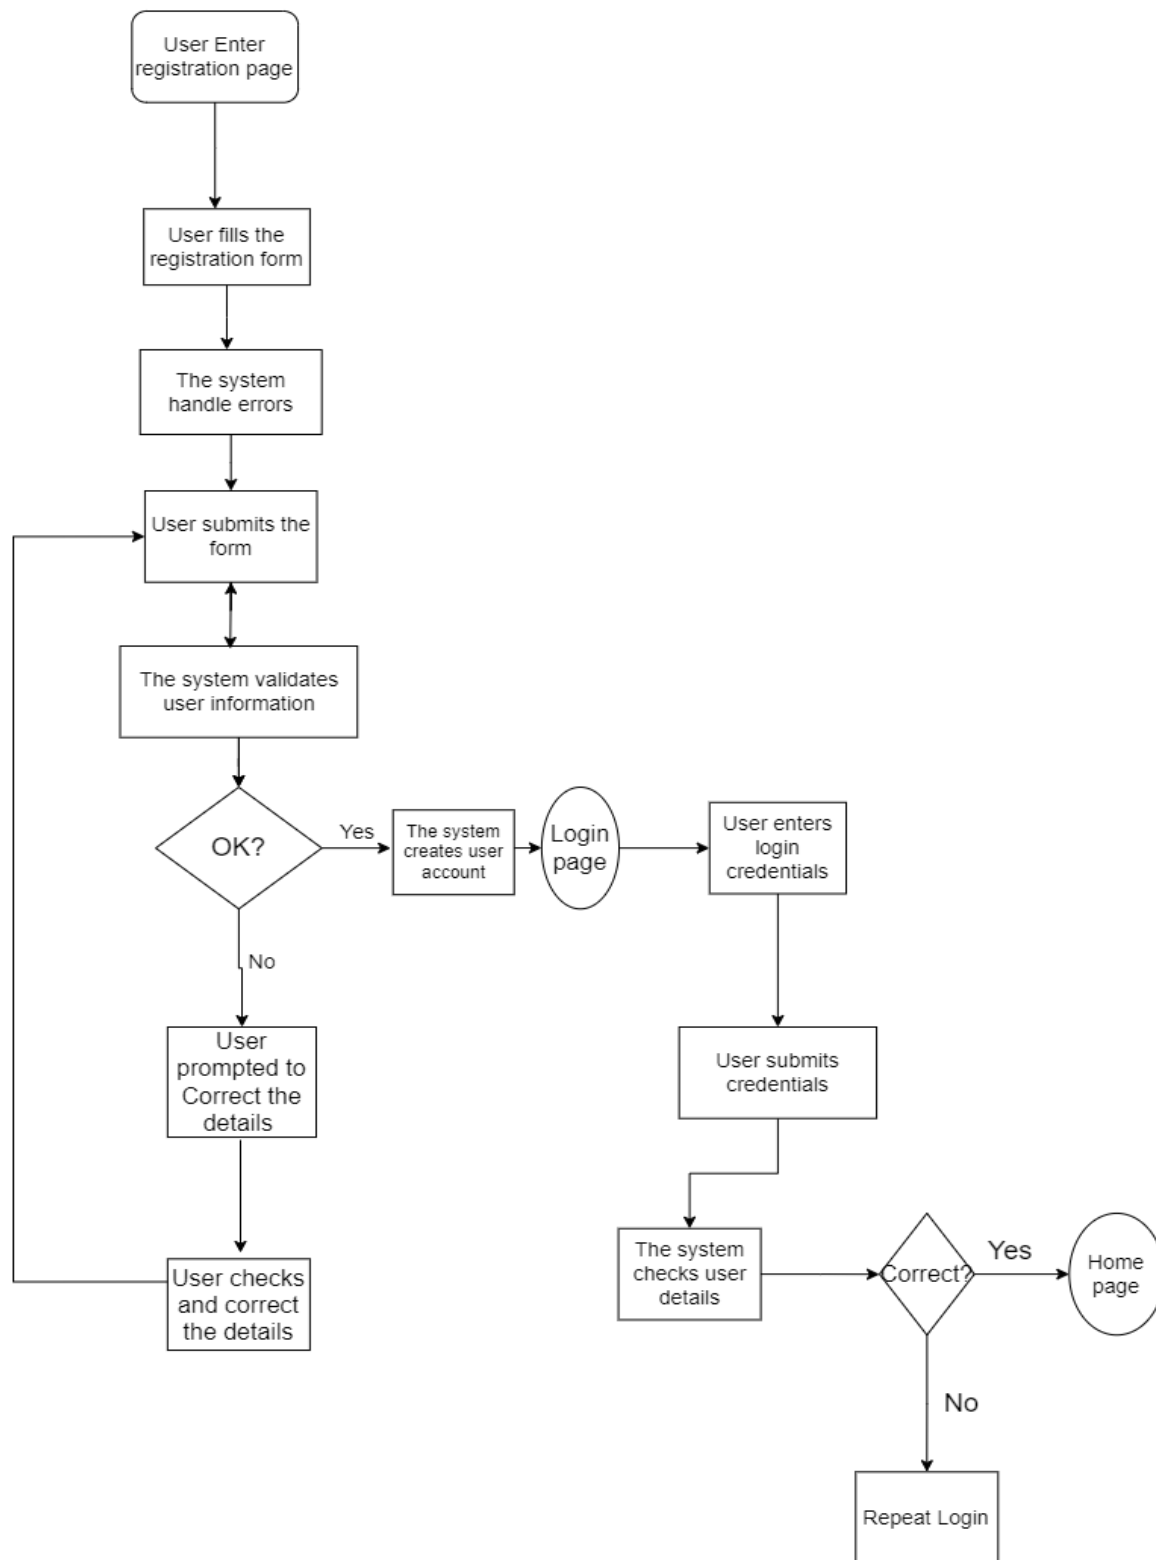 User Enter
registration page
User fills the
registration form
The system
handle errors
User submits the
form
The system validates
user information
OK?
Yes
The system
creates user
account
Login
page
User enters
login
credentials
No
User
prompted to
Correct the
details
User submits
credentials
User checks
and correct
the details
The system
checks user
details
Correct?
Yes
Home
page
No
Repeat Login